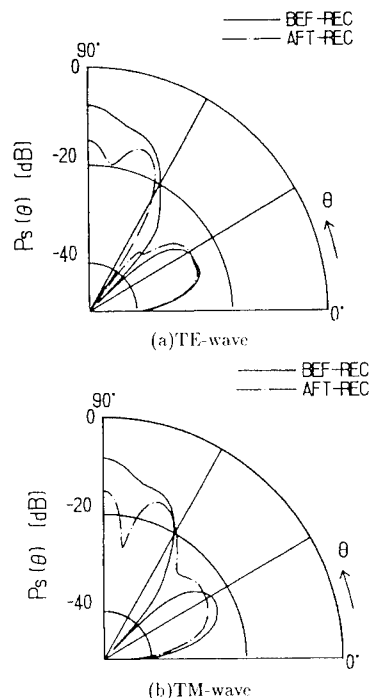 BEF-REC
AFT-REC
90°
0
-20
-40
Ps(θ) [dB]
θ
0°
(a)TE-wave
BEF-REC
AFT-REC
90°
0
-20
-40
Ps(θ) [dB]
θ
0°
(b)TM-wave